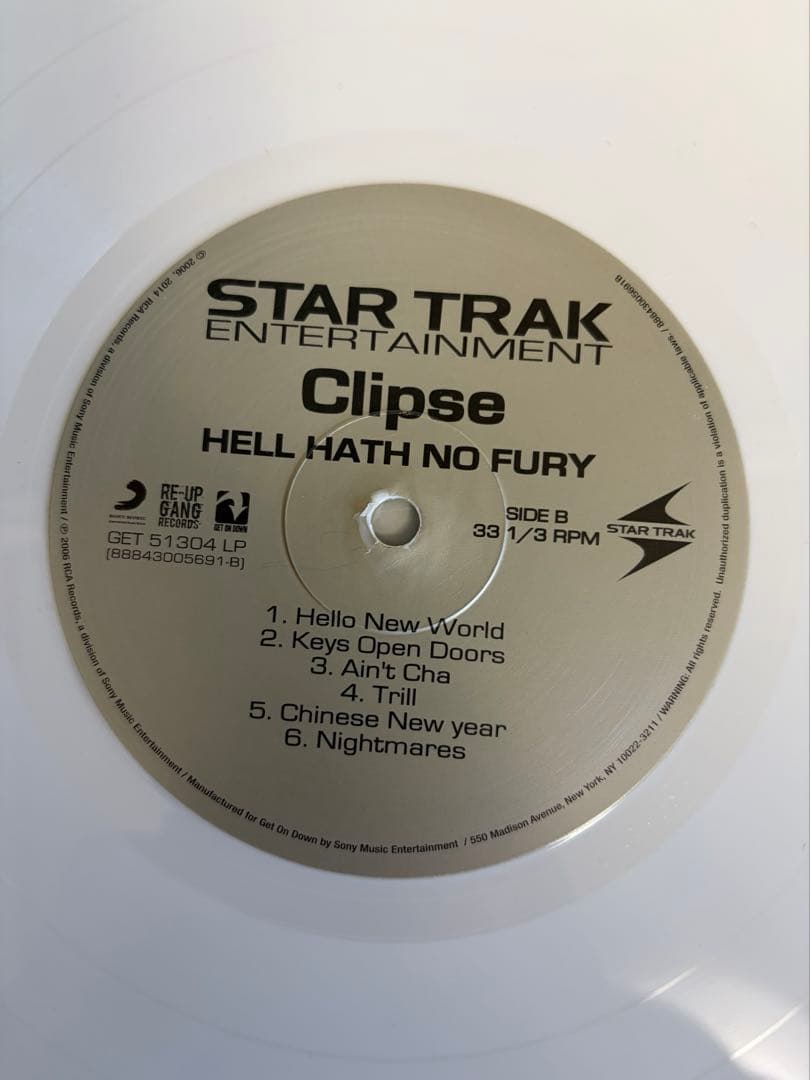 STAR TRAK
ENTERTAINMENT
Clipse
HELL HATH NO FURY
RE-UP
GANG
RECORDS
GET ON DOWN
GET 51304 LP
(88843005691-B)
SIDE B
33 1/3 RPM
STAR TRAK
1. Hello New World
2. Keys Open Doors
3. Ain't Cha
4. Trill
5. Chinese New year
6. Nightmares
© 2006, 2014 RCA Records, a division of Sony Music Entertainment / ℗ 2006 RCA Records, a division of Sony Music Entertainment / Manufactured for Get On Down by Sony Music Entertainment / 550 Madison Avenue, New York, NY 10022-3211 / WARNING: All rights reserved. Unauthorized duplication is a violation of applicable laws. / 88843005691B